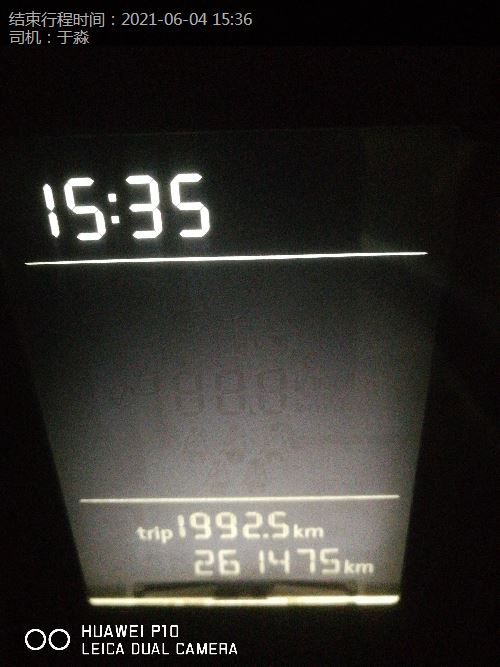 结束行程时间：2021-06-04 15:36
司机：于淼
15:35
trip 1992.5 km
261475 km
HUAWEI P10
LEICA DUAL CAMERA